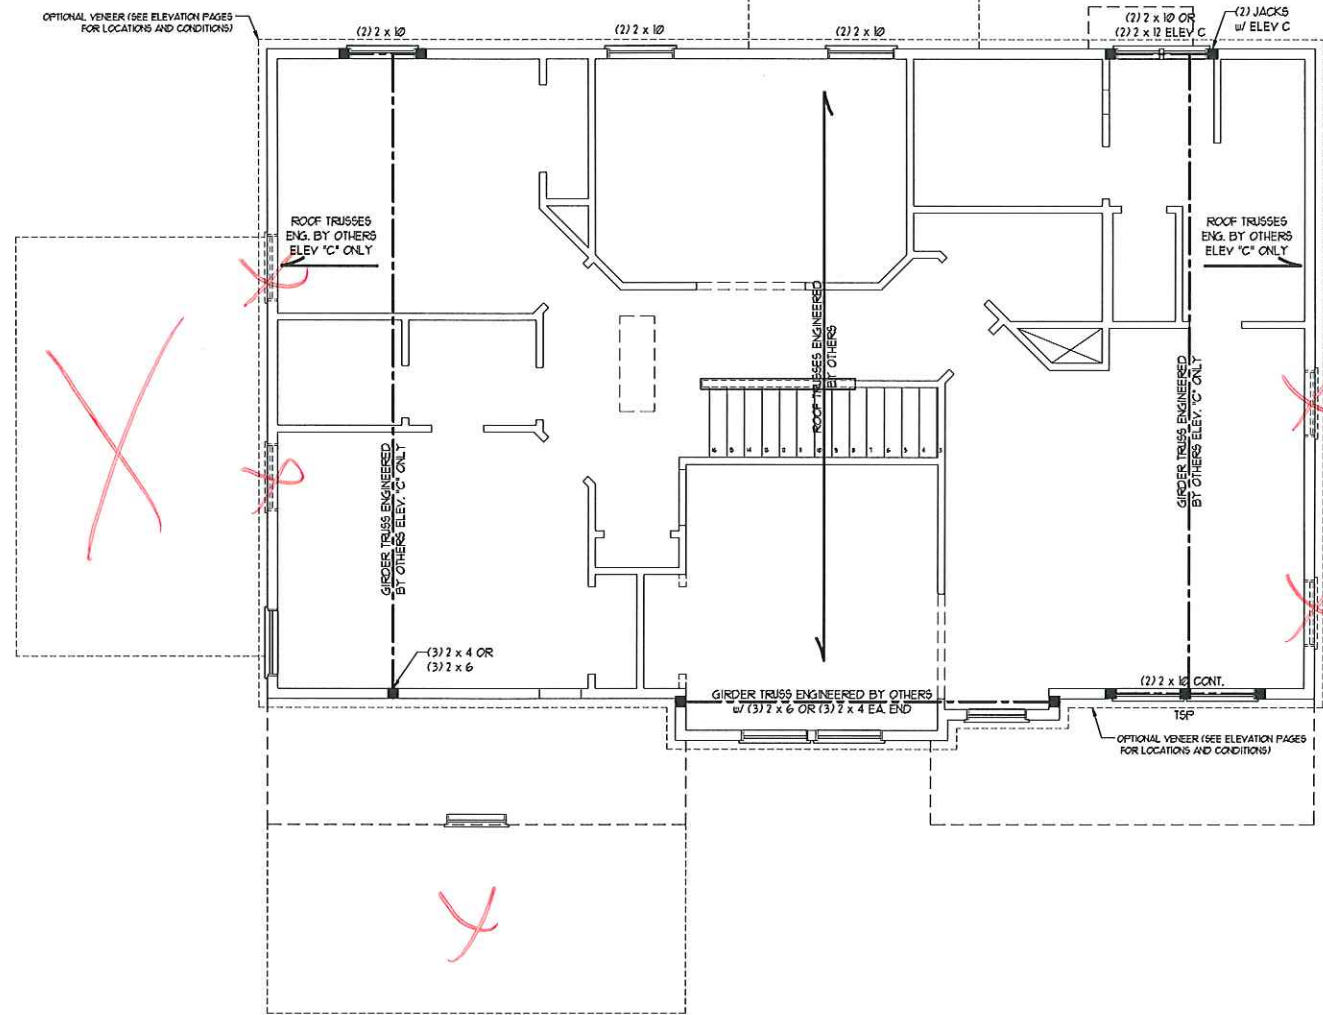 OPTIONAL VENEER (SEE ELEVATION PAGES
FOR LOCATIONS AND CONDITIONS)
(2) 2 x 10
(2) 2 x 10
(2) 2 x 10
(2) 2 x 10 OR
(2) 2 x 12 ELEV C
(2) JACKS
w/ ELEV C
ROOF TRUSSES
ENG. BY OTHERS
ELEV "C" ONLY
ROOF TRUSSES
ENG. BY OTHERS
ELEV "C" ONLY
ROOF TRUSSES ENGINEERED
BY OTHERS
GIRDER TRUSS ENGINEERED
BY OTHERS ELEV. "C" ONLY
GIRDER TRUSS ENGINEERED
BY OTHERS ELEV. "C" ONLY
(3) 2 x 4 OR
(3) 2 x 6
GIRDER TRUSS ENGINEERED BY OTHERS
w/ (3) 2 x 6 OR (3) 2 x 4 EA. END
(2) 2 x 10 CONT.
TSP
OPTIONAL VENEER (SEE ELEVATION PAGES
FOR LOCATIONS AND CONDITIONS)